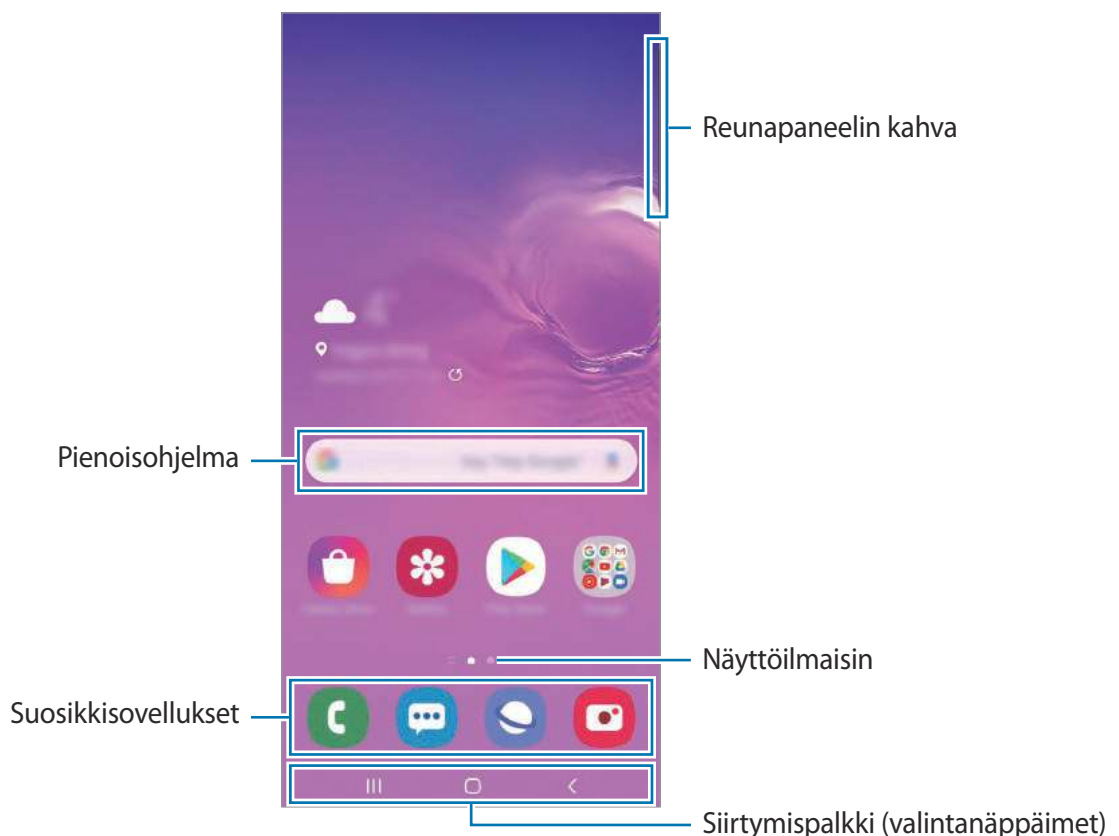 Reunapaneelin kahva
Pienoisohjelma
Näyttöilmaisin
Suosikkisovellukset
Siirtymispalkki (valintanäppäimet)